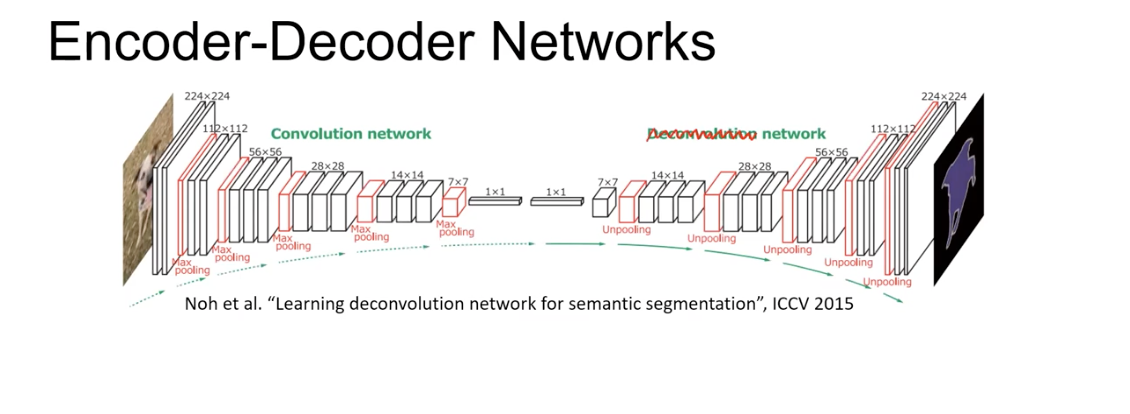 Encoder-Decoder Networks
224×224
112×112
56×56
28×28
14×14
7×7
1×1
1×1
7×7
14×14
28×28
56×56
112×112
224×224
Convolution network
Deconvolution network
Max
pooling
Max
pooling
Max
pooling
Max
pooling
Max
pooling
Unpooling
Unpooling
Unpooling
Unpooling
Unpooling
Noh et al. “Learning deconvolution network for semantic segmentation”, ICCV 2015